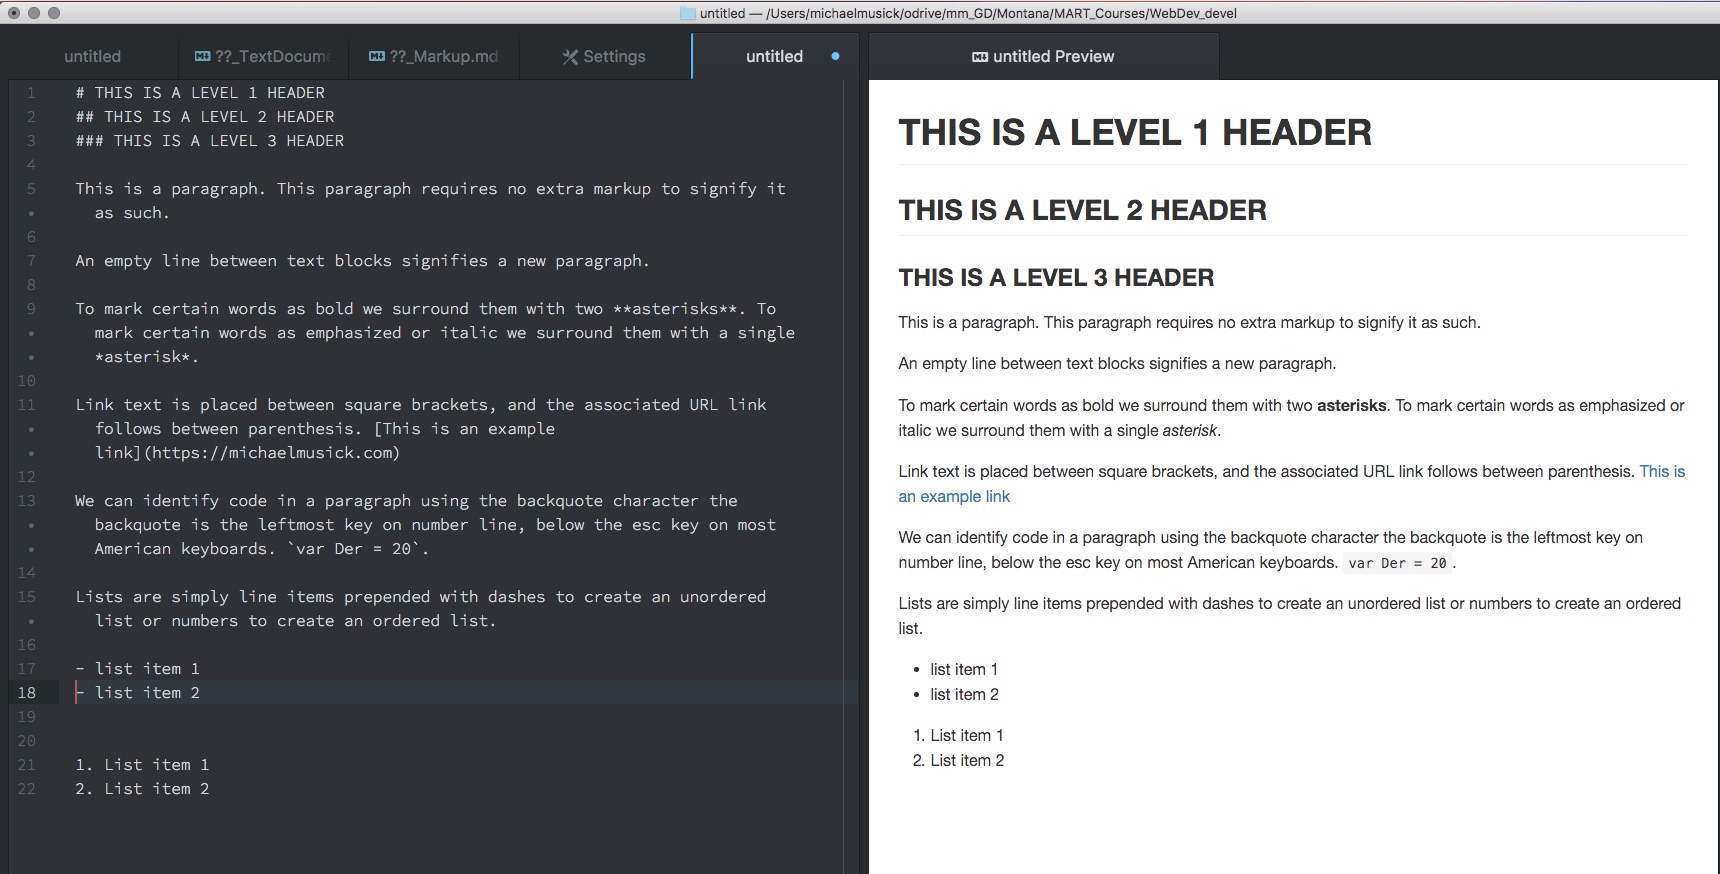 untitled — /Users/michaelmusick/odrive/mm_GD/Montana/MART_Courses/WebDev_devel
untitled
??_TextDocume
??_Markup.md
Settings
untitled
untitled Preview
1 # THIS IS A LEVEL 1 HEADER
2 ## THIS IS A LEVEL 2 HEADER
3 ### THIS IS A LEVEL 3 HEADER
4
5 This is a paragraph. This paragraph requires no extra markup to signify it
• as such.
6
7 An empty line between text blocks signifies a new paragraph.
8
9 To mark certain words as bold we surround them with two **asterisks**. To
• mark certain words as emphasized or italic we surround them with a single
• *asterisk*.
10
11 Link text is placed between square brackets, and the associated URL link
• follows between parenthesis. [This is an example
• link](https://michaelmusick.com)
12
13 We can identify code in a paragraph using the backquote character the
• backquote is the leftmost key on number line, below the esc key on most
• American keyboards. `var Der = 20`.
14
15 Lists are simply line items prepended with dashes to create an unordered
• list or numbers to create an ordered list.
16
17 - list item 1
18 - list item 2
19
20
21 1. List item 1
22 2. List item 2
THIS IS A LEVEL 1 HEADER
THIS IS A LEVEL 2 HEADER
THIS IS A LEVEL 3 HEADER
This is a paragraph. This paragraph requires no extra markup to signify it as such.
An empty line between text blocks signifies a new paragraph.
To mark certain words as bold we surround them with two asterisks. To mark certain words as emphasized or
italic we surround them with a single asterisk.
Link text is placed between square brackets, and the associated URL link follows between parenthesis. This is
an example link
We can identify code in a paragraph using the backquote character the backquote is the leftmost key on
number line, below the esc key on most American keyboards. var Der = 20 .
Lists are simply line items prepended with dashes to create an unordered list or numbers to create an ordered
list.
• list item 1
• list item 2
1. List item 1
2. List item 2